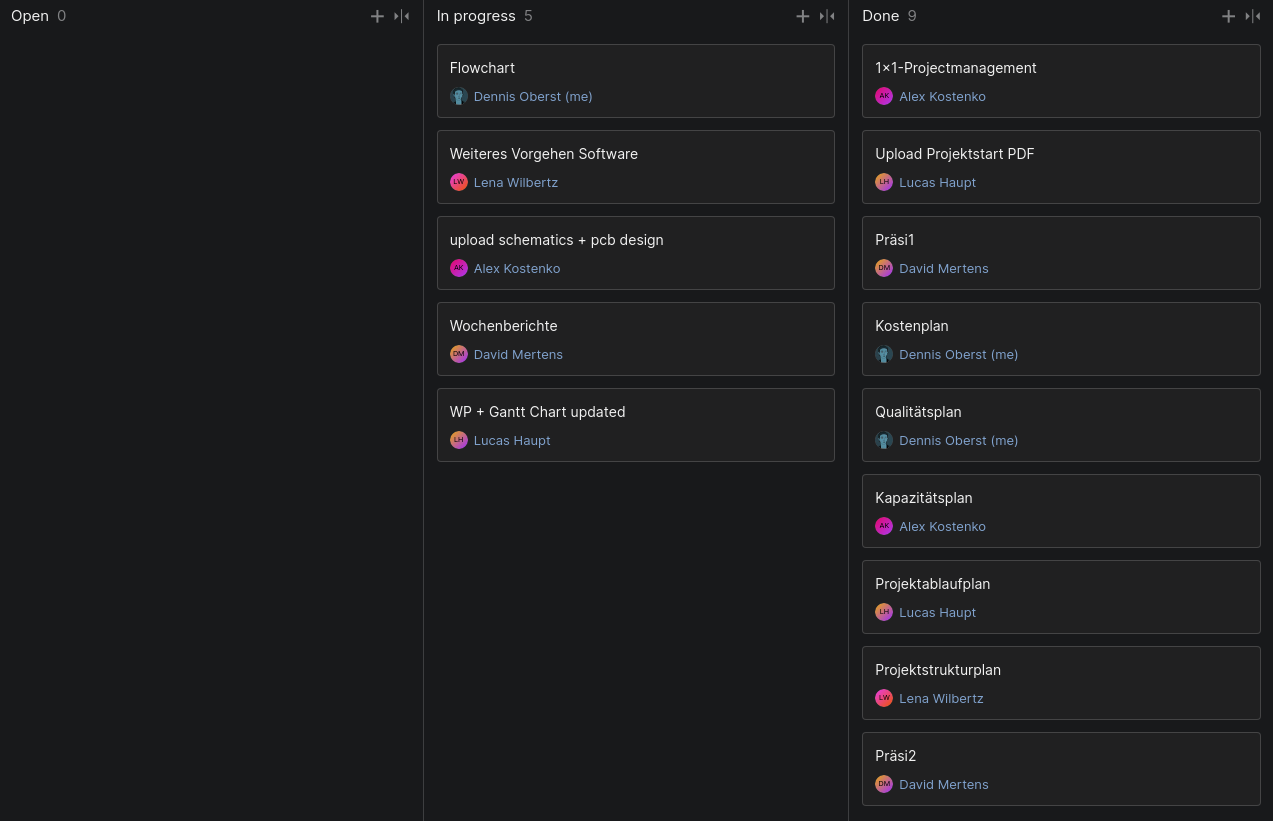 Open 0
In progress 5
Flowchart
Dennis Oberst (me)
Weiteres Vorgehen Software
LW Lena Wilbertz
upload schematics + pcb design
AK Alex Kostenko
Wochenberichte
DM David Mertens
WP + Gantt Chart updated
LH Lucas Haupt
Done 9
1x1-Projectmanagement
AK Alex Kostenko
Upload Projektstart PDF
LH Lucas Haupt
Präsi1
DM David Mertens
Kostenplan
Dennis Oberst (me)
Qualitätsplan
Dennis Oberst (me)
Kapazitätsplan
AK Alex Kostenko
Projektablaufplan
LH Lucas Haupt
Projektstrukturplan
LW Lena Wilbertz
Präsi2
DM David Mertens